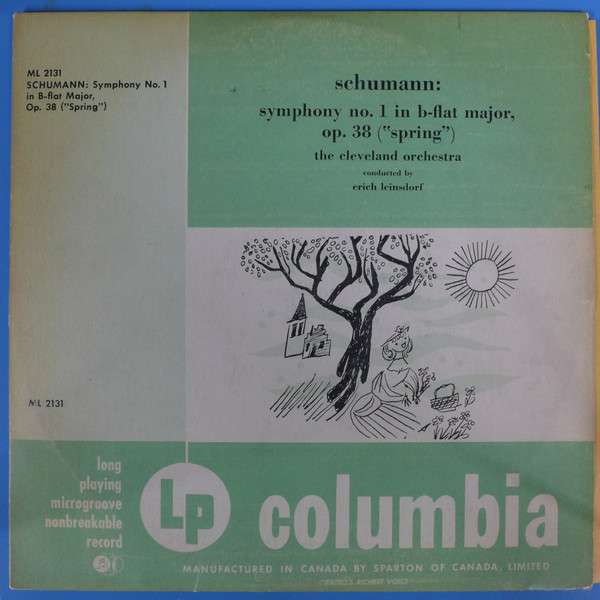 ML 2131
SCHUMANN: Symphony No. 1
in B-flat Major,
Op. 38 ("Spring")
schumann:
symphony no. 1 in b-flat major,
op. 38 ("spring")
the cleveland orchestra
conducted by
erich leinsdorf
ML 2131
long
playing
microgroove
nonbreakable
record
LP
columbia
MANUFACTURED IN CANADA BY SPARTON OF CANADA, LIMITED